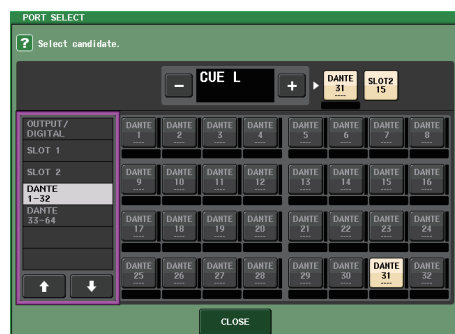 PORT SELECT
? Select candidate.
− CUE L + DANTE 31 ---- SLOT2 15
OUTPUT/
DIGITAL
SLOT 1
SLOT 2
DANTE
1-32
DANTE
33-64
DANTE 1 ---- DANTE 2 ---- DANTE 3 ---- DANTE 4 ---- DANTE 5 ---- DANTE 6 ---- DANTE 7 ---- DANTE 8 ----
DANTE 9 ---- DANTE 10 ---- DANTE 11 ---- DANTE 12 ---- DANTE 13 ---- DANTE 14 ---- DANTE 15 ---- DANTE 16 ----
DANTE 17 ---- DANTE 18 ---- DANTE 19 ---- DANTE 20 ---- DANTE 21 ---- DANTE 22 ---- DANTE 23 ---- DANTE 24 ----
DANTE 25 ---- DANTE 26 ---- DANTE 27 ---- DANTE 28 ---- DANTE 29 ---- DANTE 30 ---- DANTE 31 ---- DANTE 32 ----
CLOSE